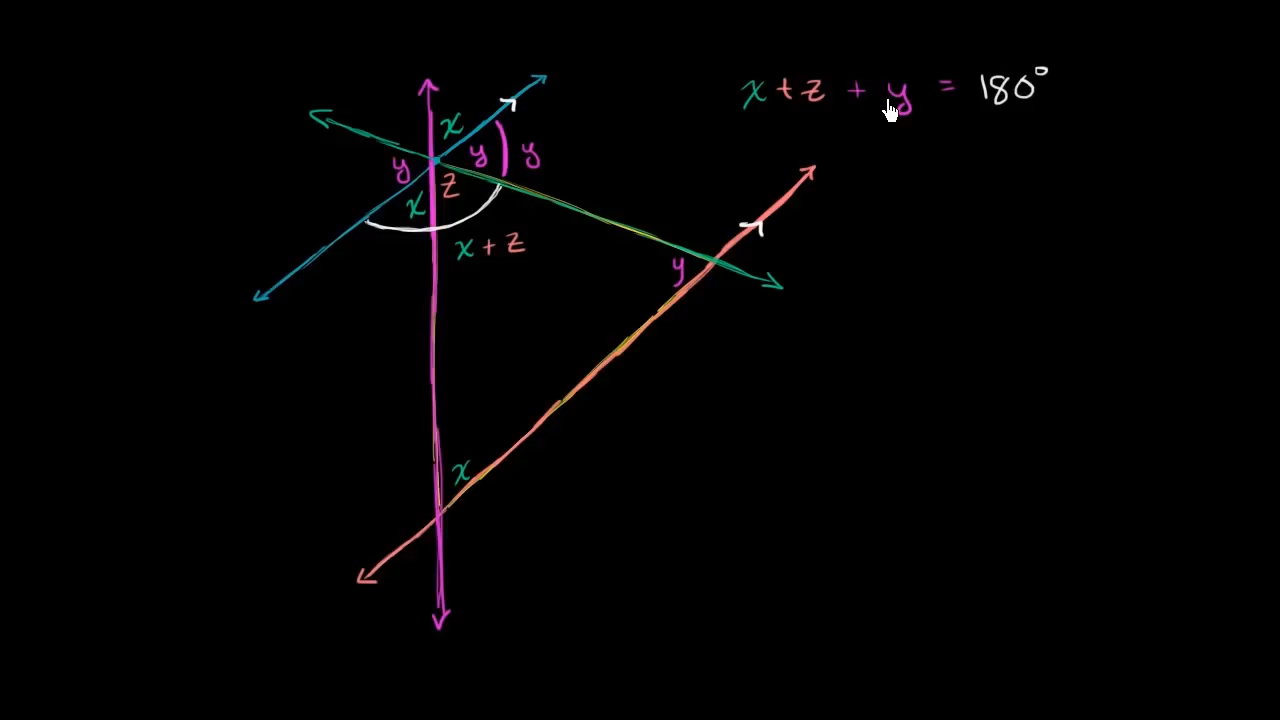 x + z + y = 180°
x
y y y
z
x
x + z
y
x